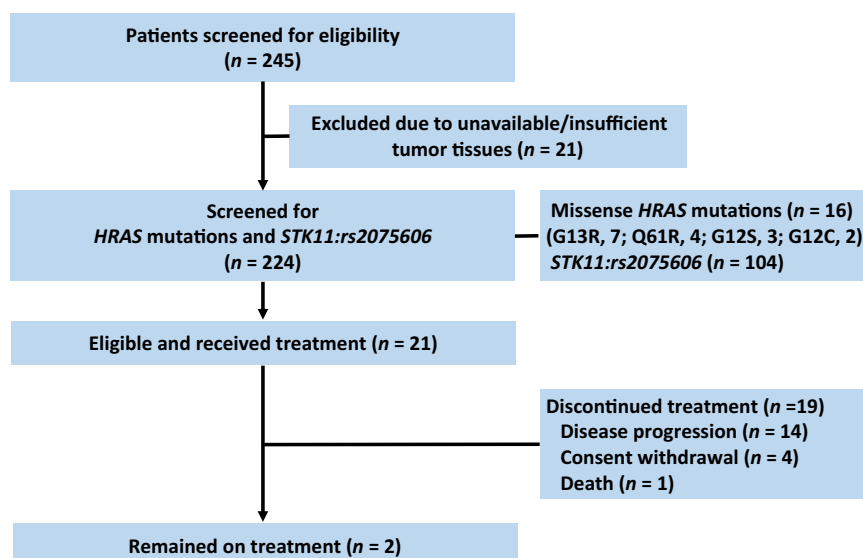 Patients screened for eligibility
(n = 245)
Excluded due to unavailable/insufficient
tumor tissues (n = 21)
Screened for
HRAS mutations and STK11:rs2075606
(n = 224)
Missense HRAS mutations (n = 16)
(G13R, 7; Q61R, 4; G12S, 3; G12C, 2)
STK11:rs2075606 (n = 104)
Eligible and received treatment (n = 21)
Discontinued treatment (n =19)
Disease progression (n = 14)
Consent withdrawal (n = 4)
Death (n = 1)
Remained on treatment (n = 2)